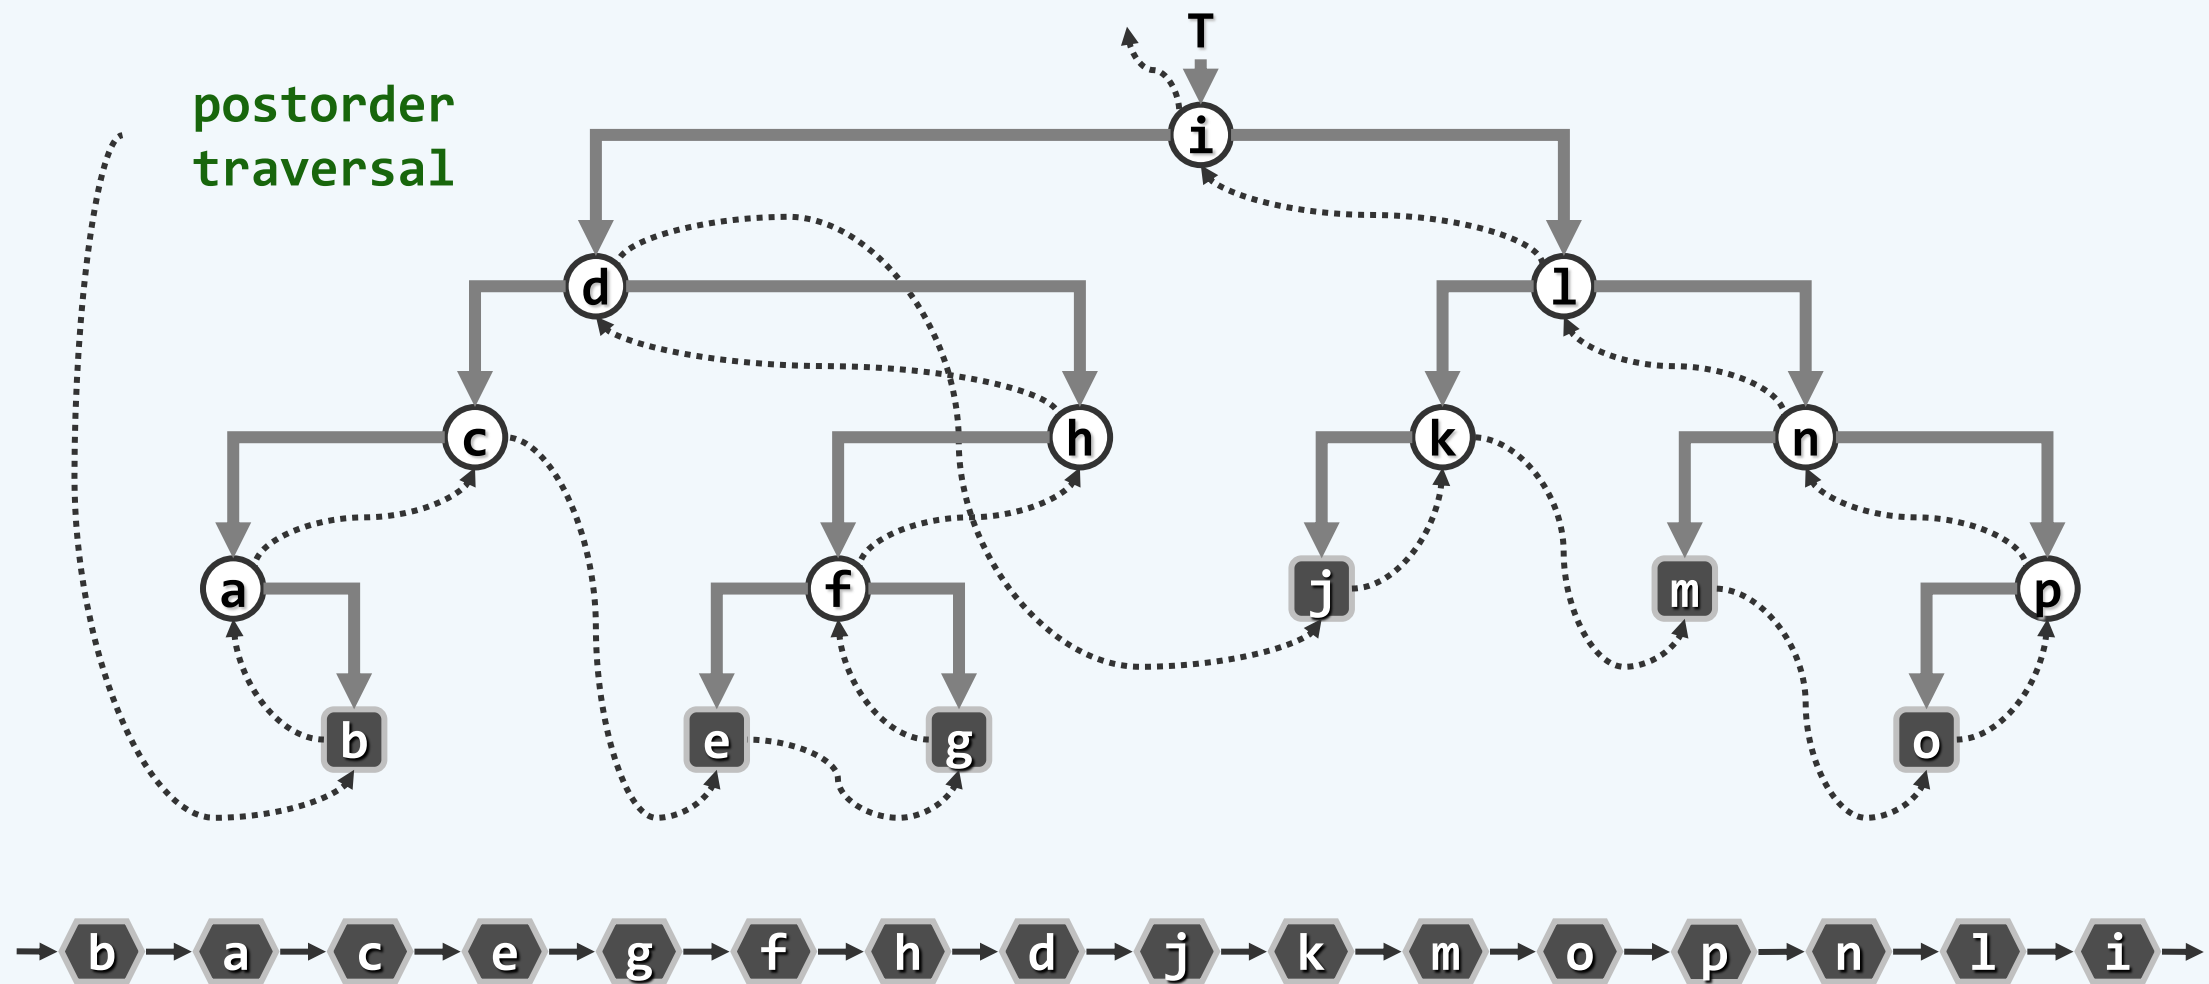 T
postorder
traversal
i
d l
c h k n
a f j m p
b e g o
b a c e g f h d j k m o p n l i